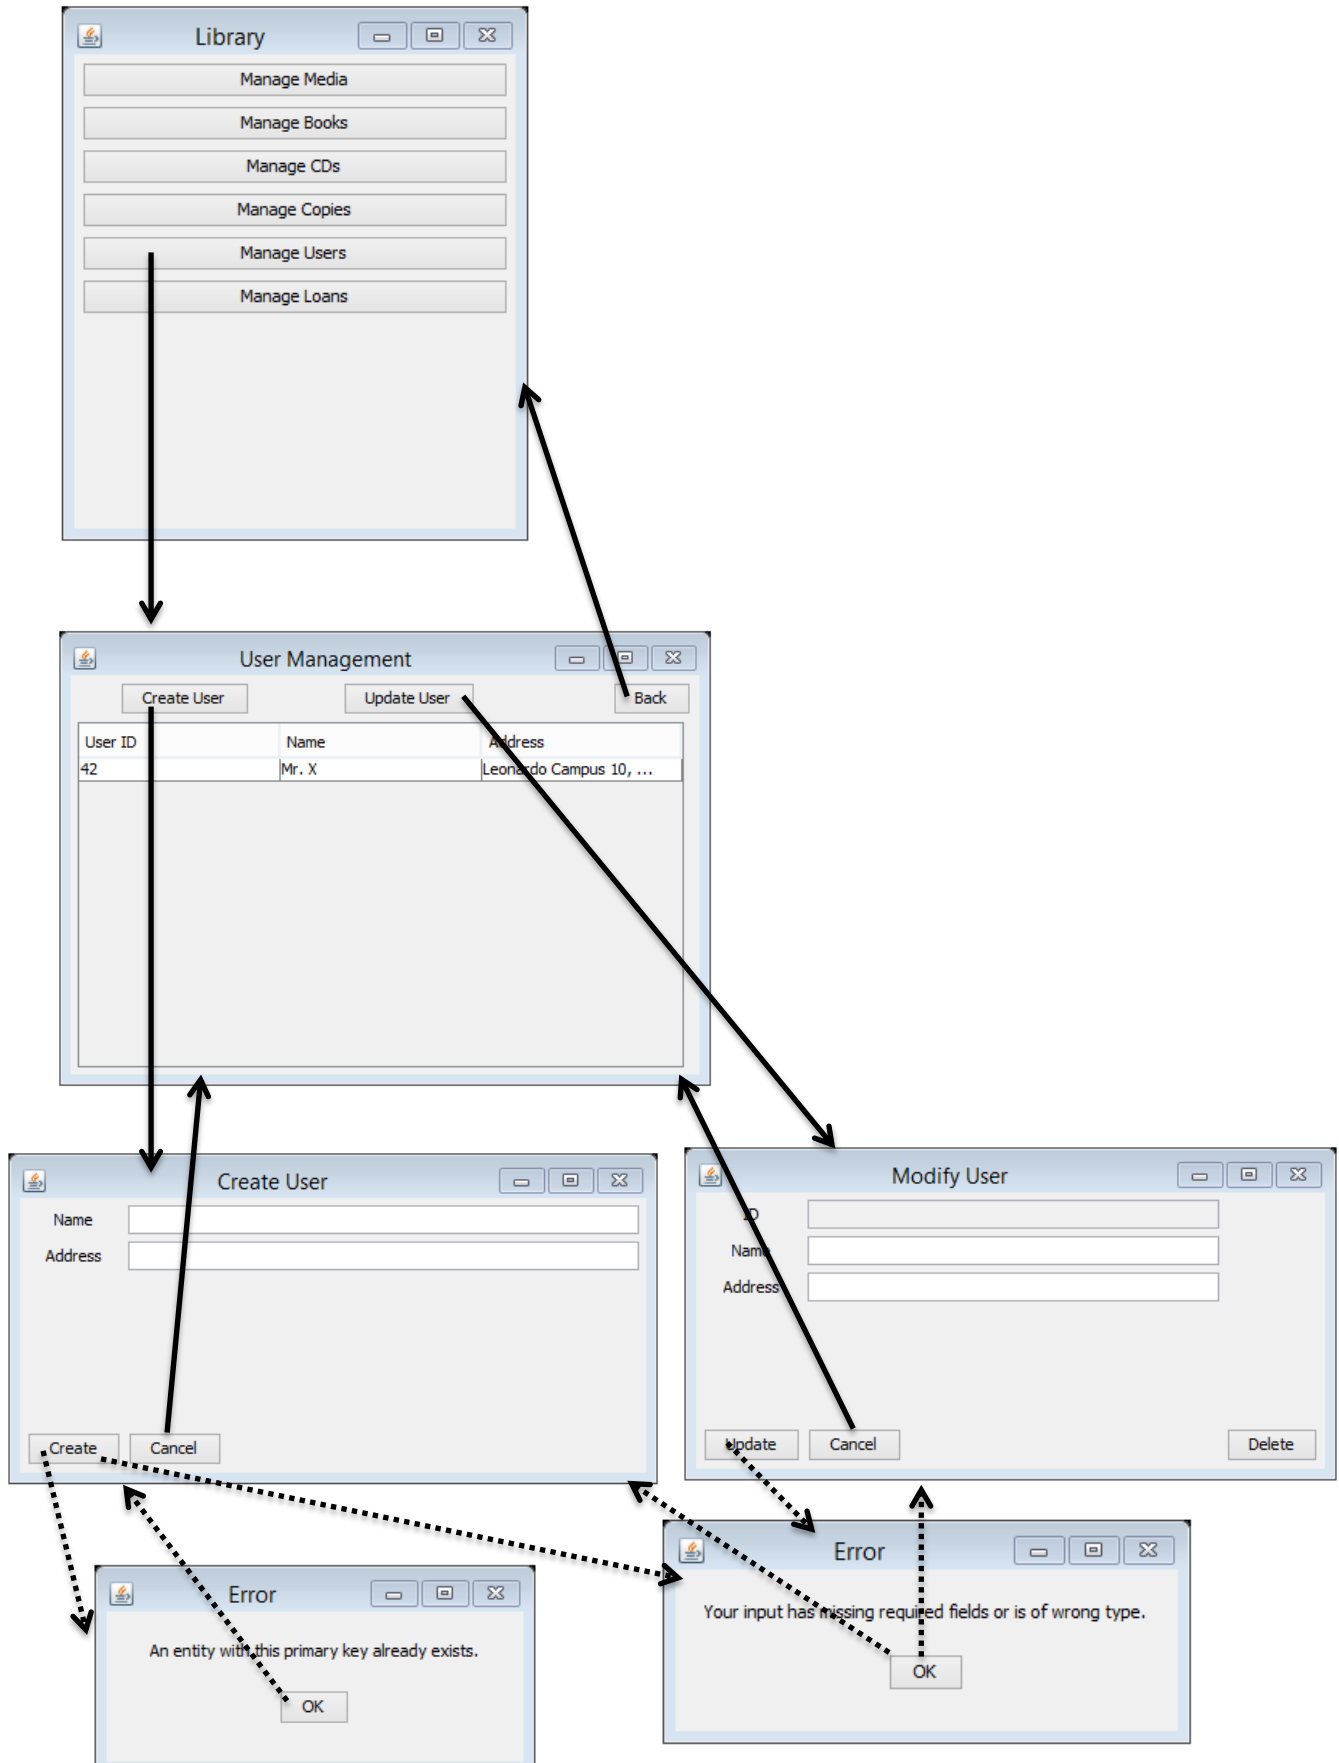 Library
Manage Media
Manage Books
Manage CDs
Manage Copies
Manage Users
Manage Loans
User Management
Create User Update User Back
User ID Name Address
42 Mr. X Leonardo Campus 10, ...
Create User
Name
Address
Create Cancel
Modify User
ID
Name
Address
Update Cancel Delete
Error
An entity with this primary key already exists.
OK
Error
Your input has missing required fields or is of wrong type.
OK